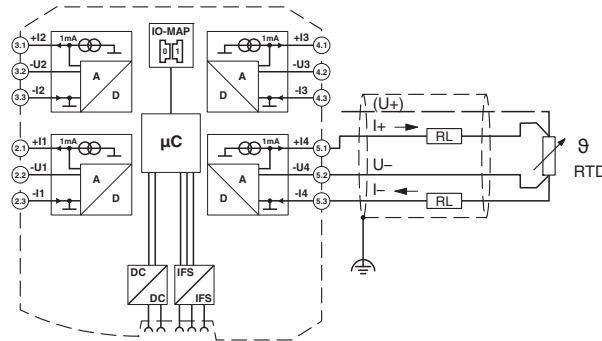 IO-MAP
0 1
3.1 +I2 1mA
3.2 -U2 A
3.3 -I2 D
1mA +I3 4.1
A -U3 4.2
D -I3 4.3
µC
2.1 +I1 1mA
2.2 -U1 A
2.3 -I1 D
1mA +I4 5.1
A -U4 5.2
D -I4 5.3
(U+)
I+ RL
U–
I– RL
ϑ
RTD
DC IFS
DC IFS